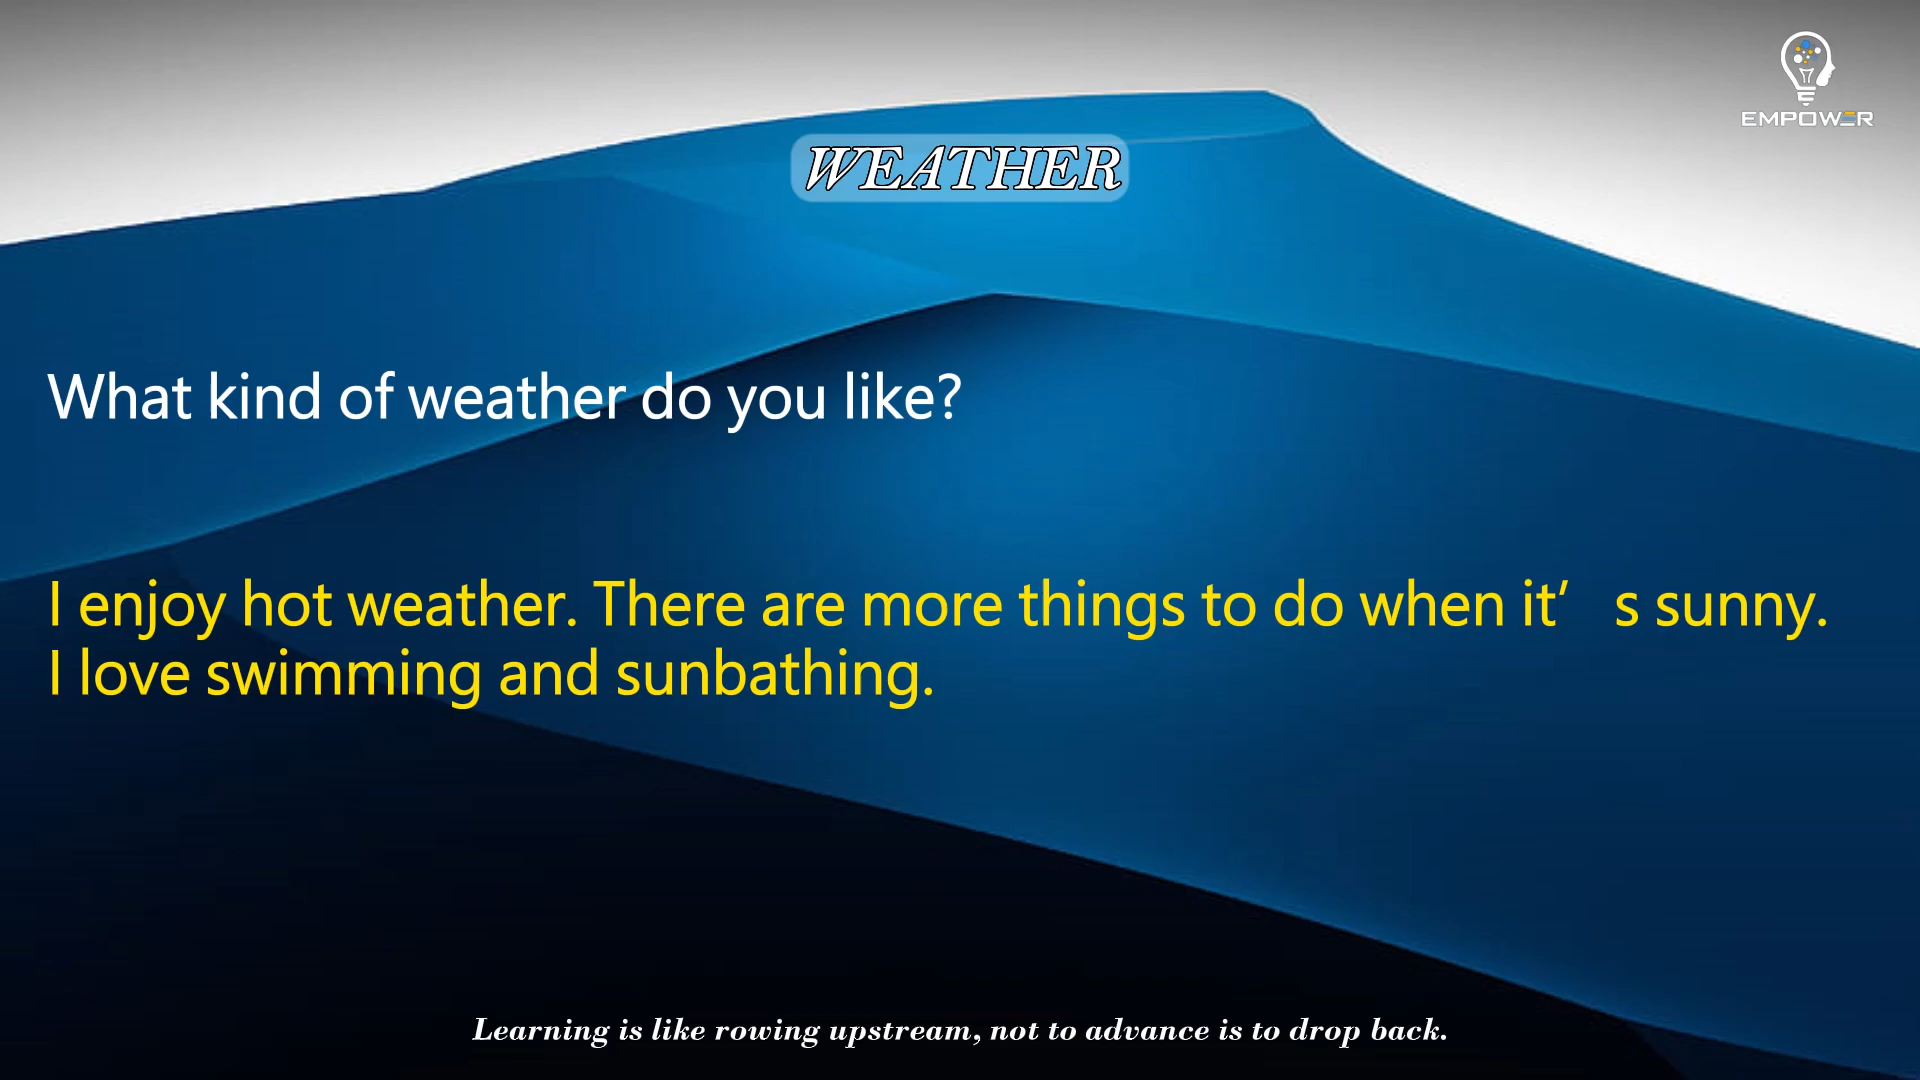 EMPOWER
WEATHER
What kind of weather do you like?
I enjoy hot weather. There are more things to do when it’s sunny.
I love swimming and sunbathing.
Learning is like rowing upstream, not to advance is to drop back.